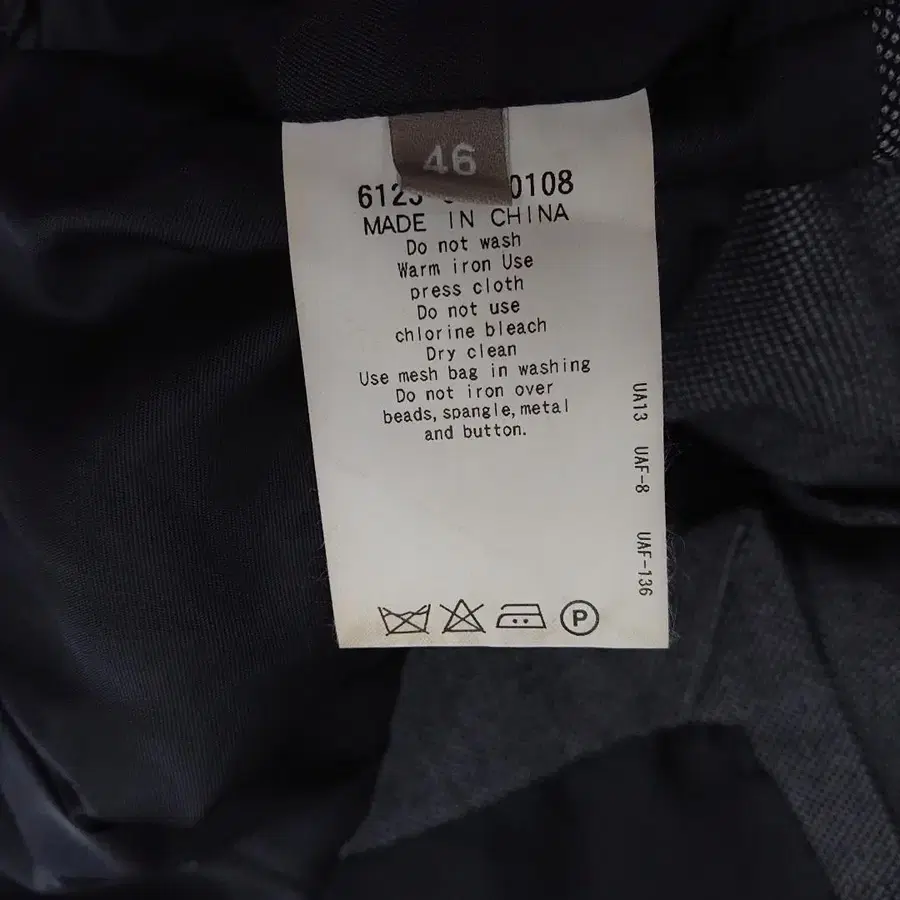 46
0108
MADE IN CHINA
Do not wash
Warm iron Use
press cloth
Do not use
chlorine bleach
Dry clean
Use mesh bag in washing
Do not iron over
beads, spangle, metal
and button.
UA13 UAF-8 UAF-136
P